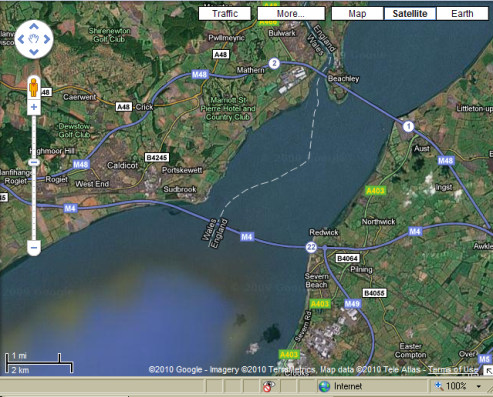 Traffic More... Map Satellite Earth
Shirenewton
Golf Club
A48
England
Wales
Pwllmeyric
Bulwark
A48
Mathern
2
M48
Beachley
A48
Caerwent
A48
Crick
Marriott St
Pierre Hotel and
Country Club
Littleton-up
1
Dewstow
Golf Club
B4245
Aust
M48
M48
Caldicot
Portskewett
Rogiet
Rogiet
West End
Sudbrook
A403
Ingst
M4
Northwick
Wales
England
M4
Redwick
M4
Awkle
22
B4064
Severn
Beach
Pilning
B4055
A403
M49
Severn Rd
Easter
Compton
Over
M5
A403
1 mi
2 km
©2010 Google - Imagery ©2010 TerraMetrics, Map data ©2010 Tele Atlas - Terms of Use
Internet 100%